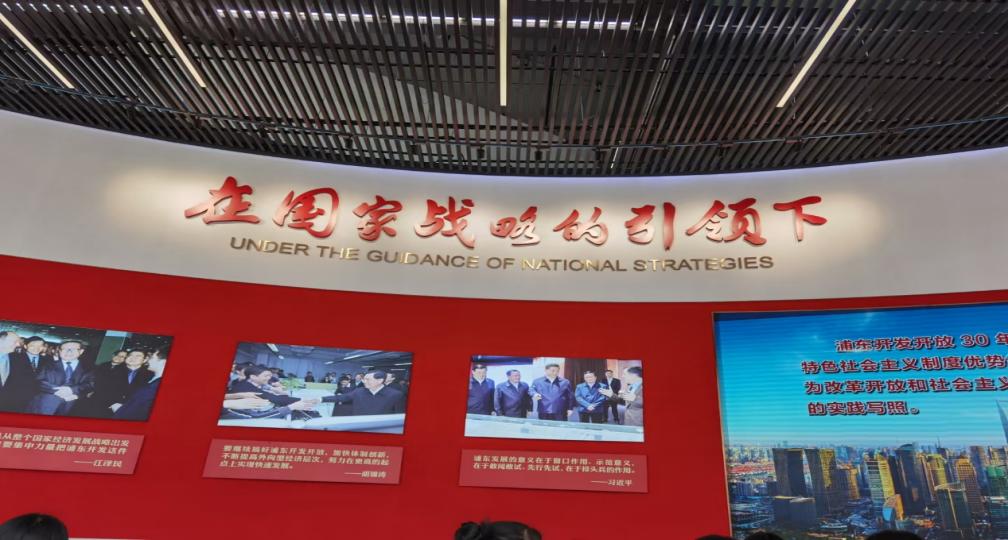 在国家战略的引领下
UNDER THE GUIDANCE OF NATIONAL STRATEGIES
从整个国家经济发展战略出发
要集中力量把浦东开发这件
——江泽民
要继续搞好浦东开发开放，加快体制创新，
不断提高外向型经济层次，努力在更高的起
点上实现快速发展。
——胡锦涛
浦东发展的意义在于窗口作用、示范意义，
在于敢闯敢试、先行先试，在于排头兵的作用。
——习近平
浦东开发开放30年
特色社会主义制度优势
为改革开放和社会主义
的实践写照。